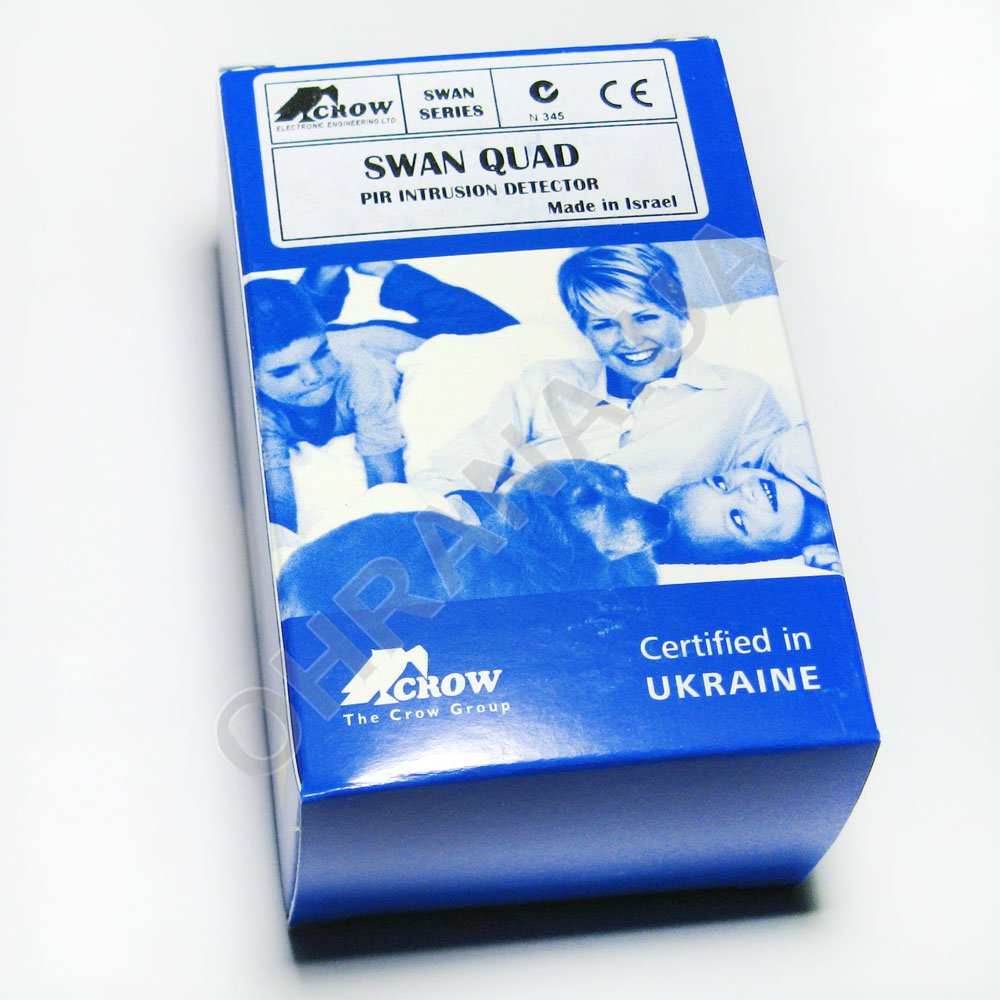 CROW
ELECTRONIC ENGINEERING LTD.
SWAN
SERIES
N 345
CE
SWAN QUAD
PIR INTRUSION DETECTOR
Made in Israel
OHRANA.UA
Certified in
UKRAINE
CROW
The Crow Group